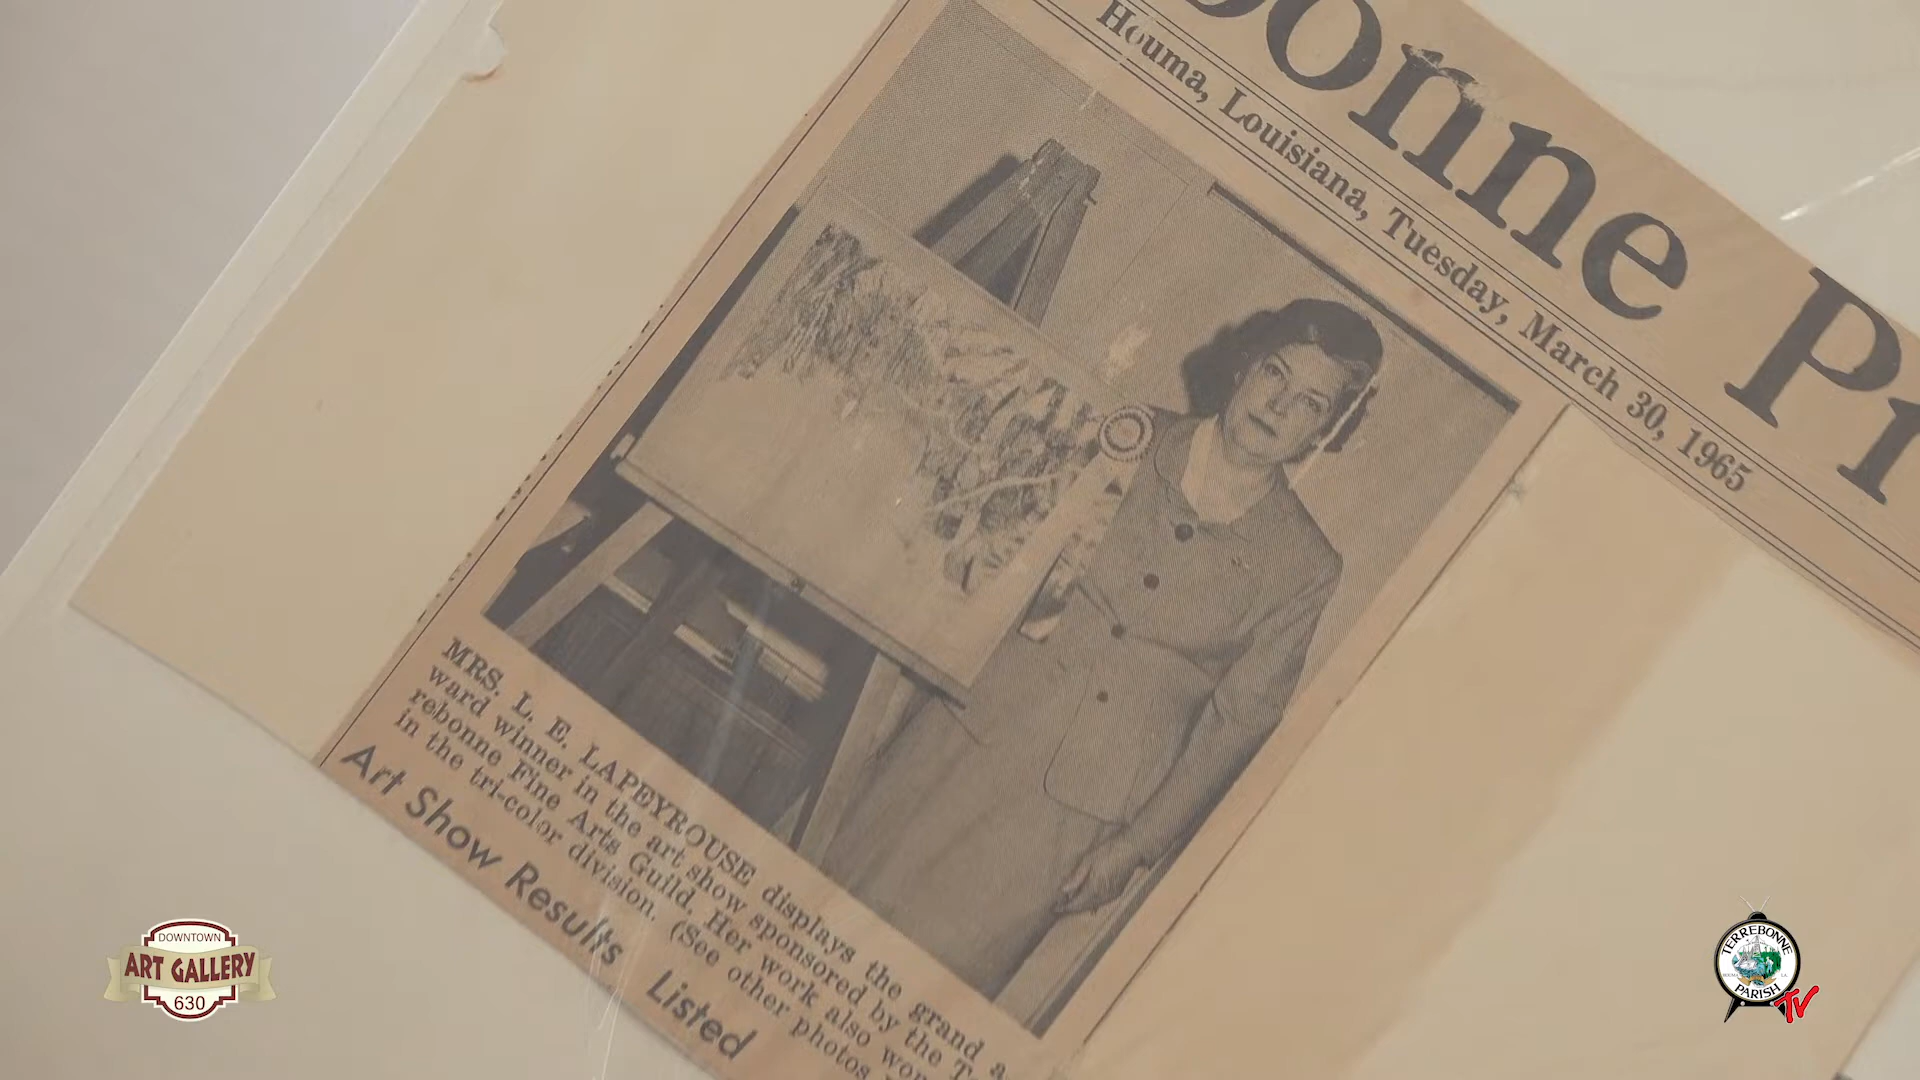 onne Pr
Houma, Louisiana, Tuesday, March 30, 1965
MRS. L. E. LAPEYROUSE displays the grand a-
ward winner in the art show sponsored by the Te
rebonne Fine Arts Guild. Her work also won
in the tri-color division. (See other photos
Art Show Results Listed
DOWNTOWN
ART GALLERY
630
TERREBONNE
PARISH
TV